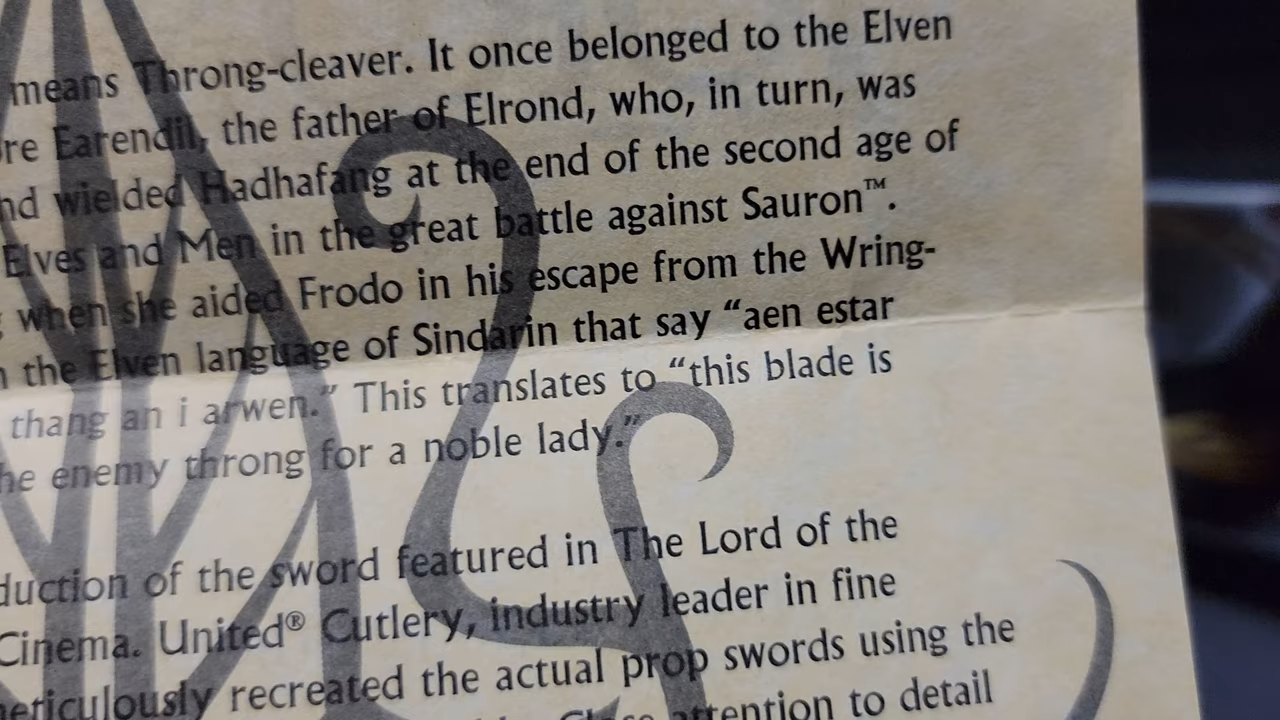 means Throng-cleaver. It once belonged to the Elven
re Earendil, the father of Elrond, who, in turn, was
nd wielded Hadhafang at the end of the second age of
Elves and Men in the great battle against Sauron™.
when she aided Frodo in his escape from the Wring-
the Elven language of Sindarin that say “aen estar
thang an i arwen.” This translates to “this blade is
he enemy throng for a noble lady.”
duction of the sword featured in The Lord of the
Cinema. United® Cutlery, industry leader in fine
meticulously recreated the actual prop swords using the
attention to detail